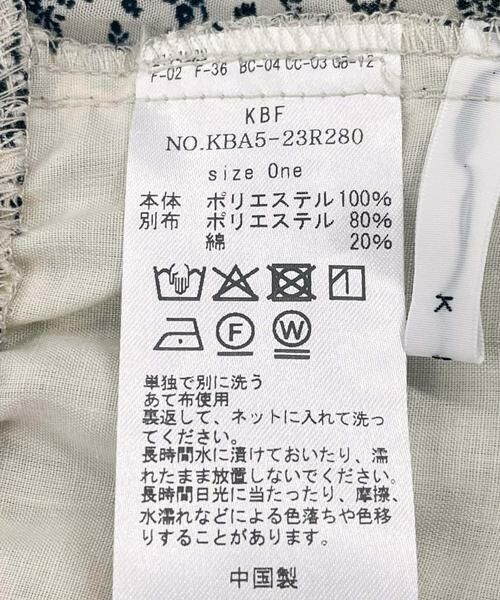 F-02 F-36 BC-04 CC-03 GB-V2
KBF
NO.KBA5-23R280
size One
本体 ポリエステル 100%
別布 ポリエステル 80%
綿 20%
F W
単独で別に洗う
あて布使用
裏返して、ネットに入れて洗っ
てください。
長時間水に漬けておいたり、濡
れたまま放置しないでください。
長時間日光に当たったり、摩擦、
水濡れなどによる色落ちや色移
りすることがあります。
中国製
K